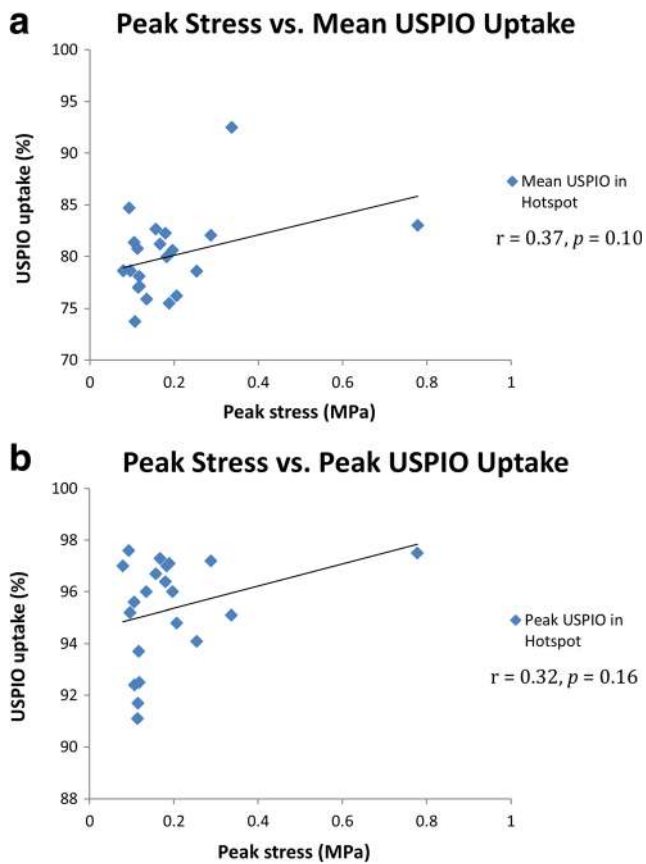 a
Peak Stress vs. Mean USPIO Uptake
100
95
90
85
80
75
70
USPIO uptake (%)
0 0.2 0.4 0.6 0.8 1
Peak stress (MPa)
Mean USPIO in
Hotspot
r = 0.37, p = 0.10
b
Peak Stress vs. Peak USPIO Uptake
100
98
96
94
92
90
88
USPIO uptake (%)
0 0.2 0.4 0.6 0.8 1
Peak stress (MPa)
Peak USPIO in
Hotspot
r = 0.32, p = 0.16